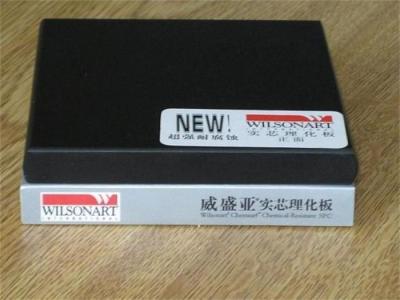 NEW!
超强耐腐蚀
WILSONART
实芯理化板
正面
WILSONART
INTERNATIONAL
威盛亚 实芯理化板
Wilsonart Chemsurf Chemical-Resistant SPC